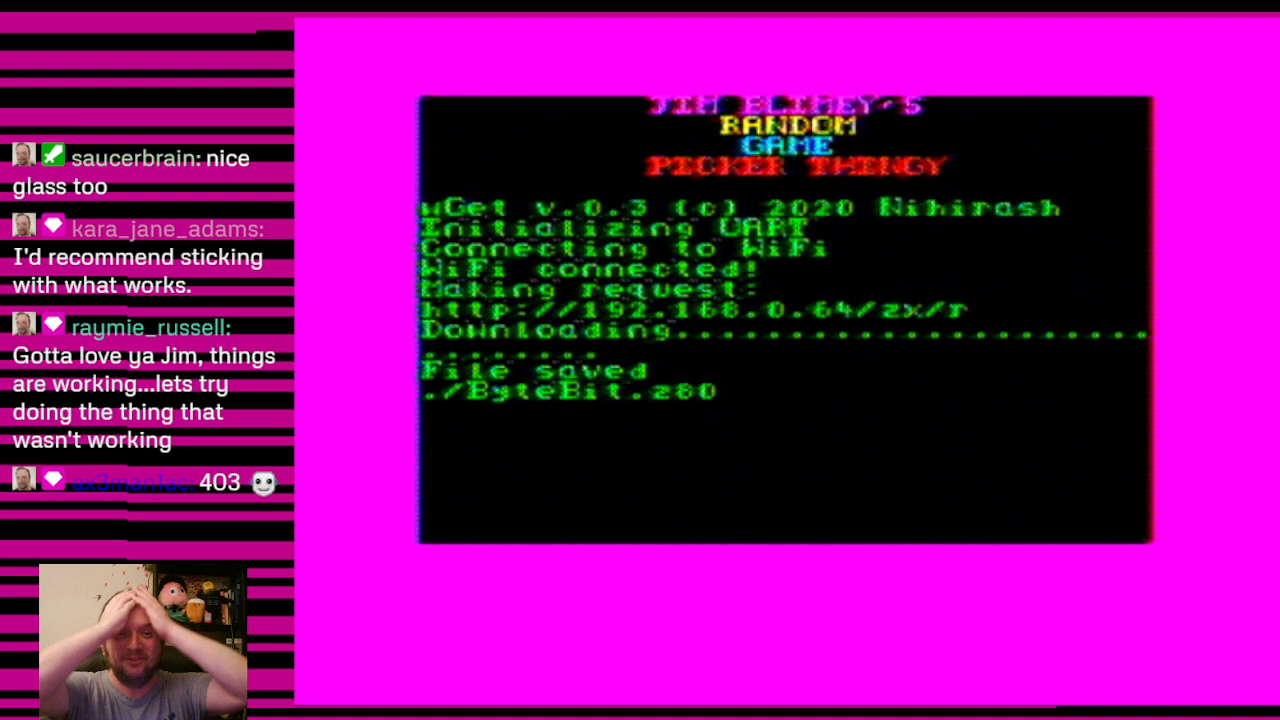 saucerbrain: nice
glass too
kara_jane_adams:
I'd recommend sticking
with what works.
raymie_russell:
Gotta love ya Jim, things
are working...lets try
doing the thing that
wasn't working
ax3man1ac: 403
JIM BLIMEY'S
RANDOM
GAME
PICKER THINGY
wGet v.0.3 (c) 2020 Nihirash
Initializing UART
Connecting to WiFi
WiFi connected!
Making request:
http://192.168.0.64/zx/r
Downloading.....................
........
File saved
./ByteBit.z80